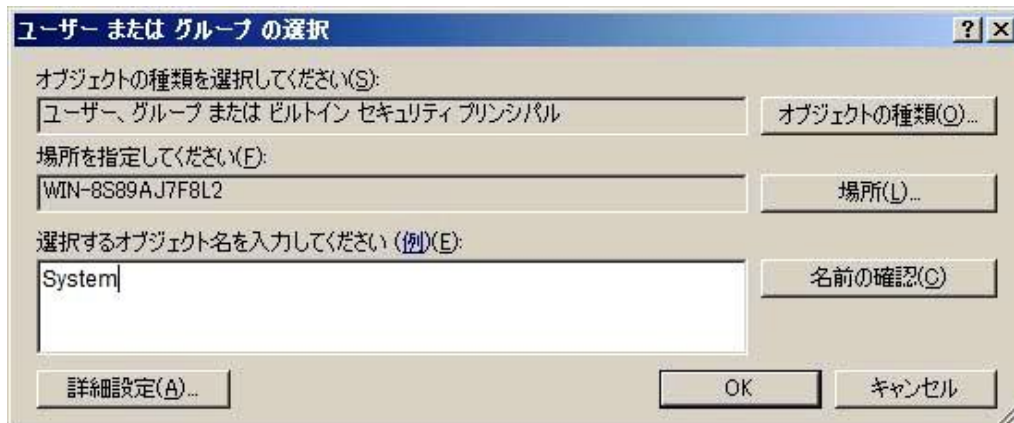 ユーザー または グループ の選択
オブジェクトの種類を選択してください(S):
ユーザー、グループ または ビルトイン セキュリティ プリンシパル
オブジェクトの種類(O)...
場所を指定してください(F):
WIN-8S89AJ7F8L2
場所(L)...
選択するオブジェクト名を入力してください (例)(E):
System
名前の確認(C)
詳細設定(A)...
OK
キャンセル